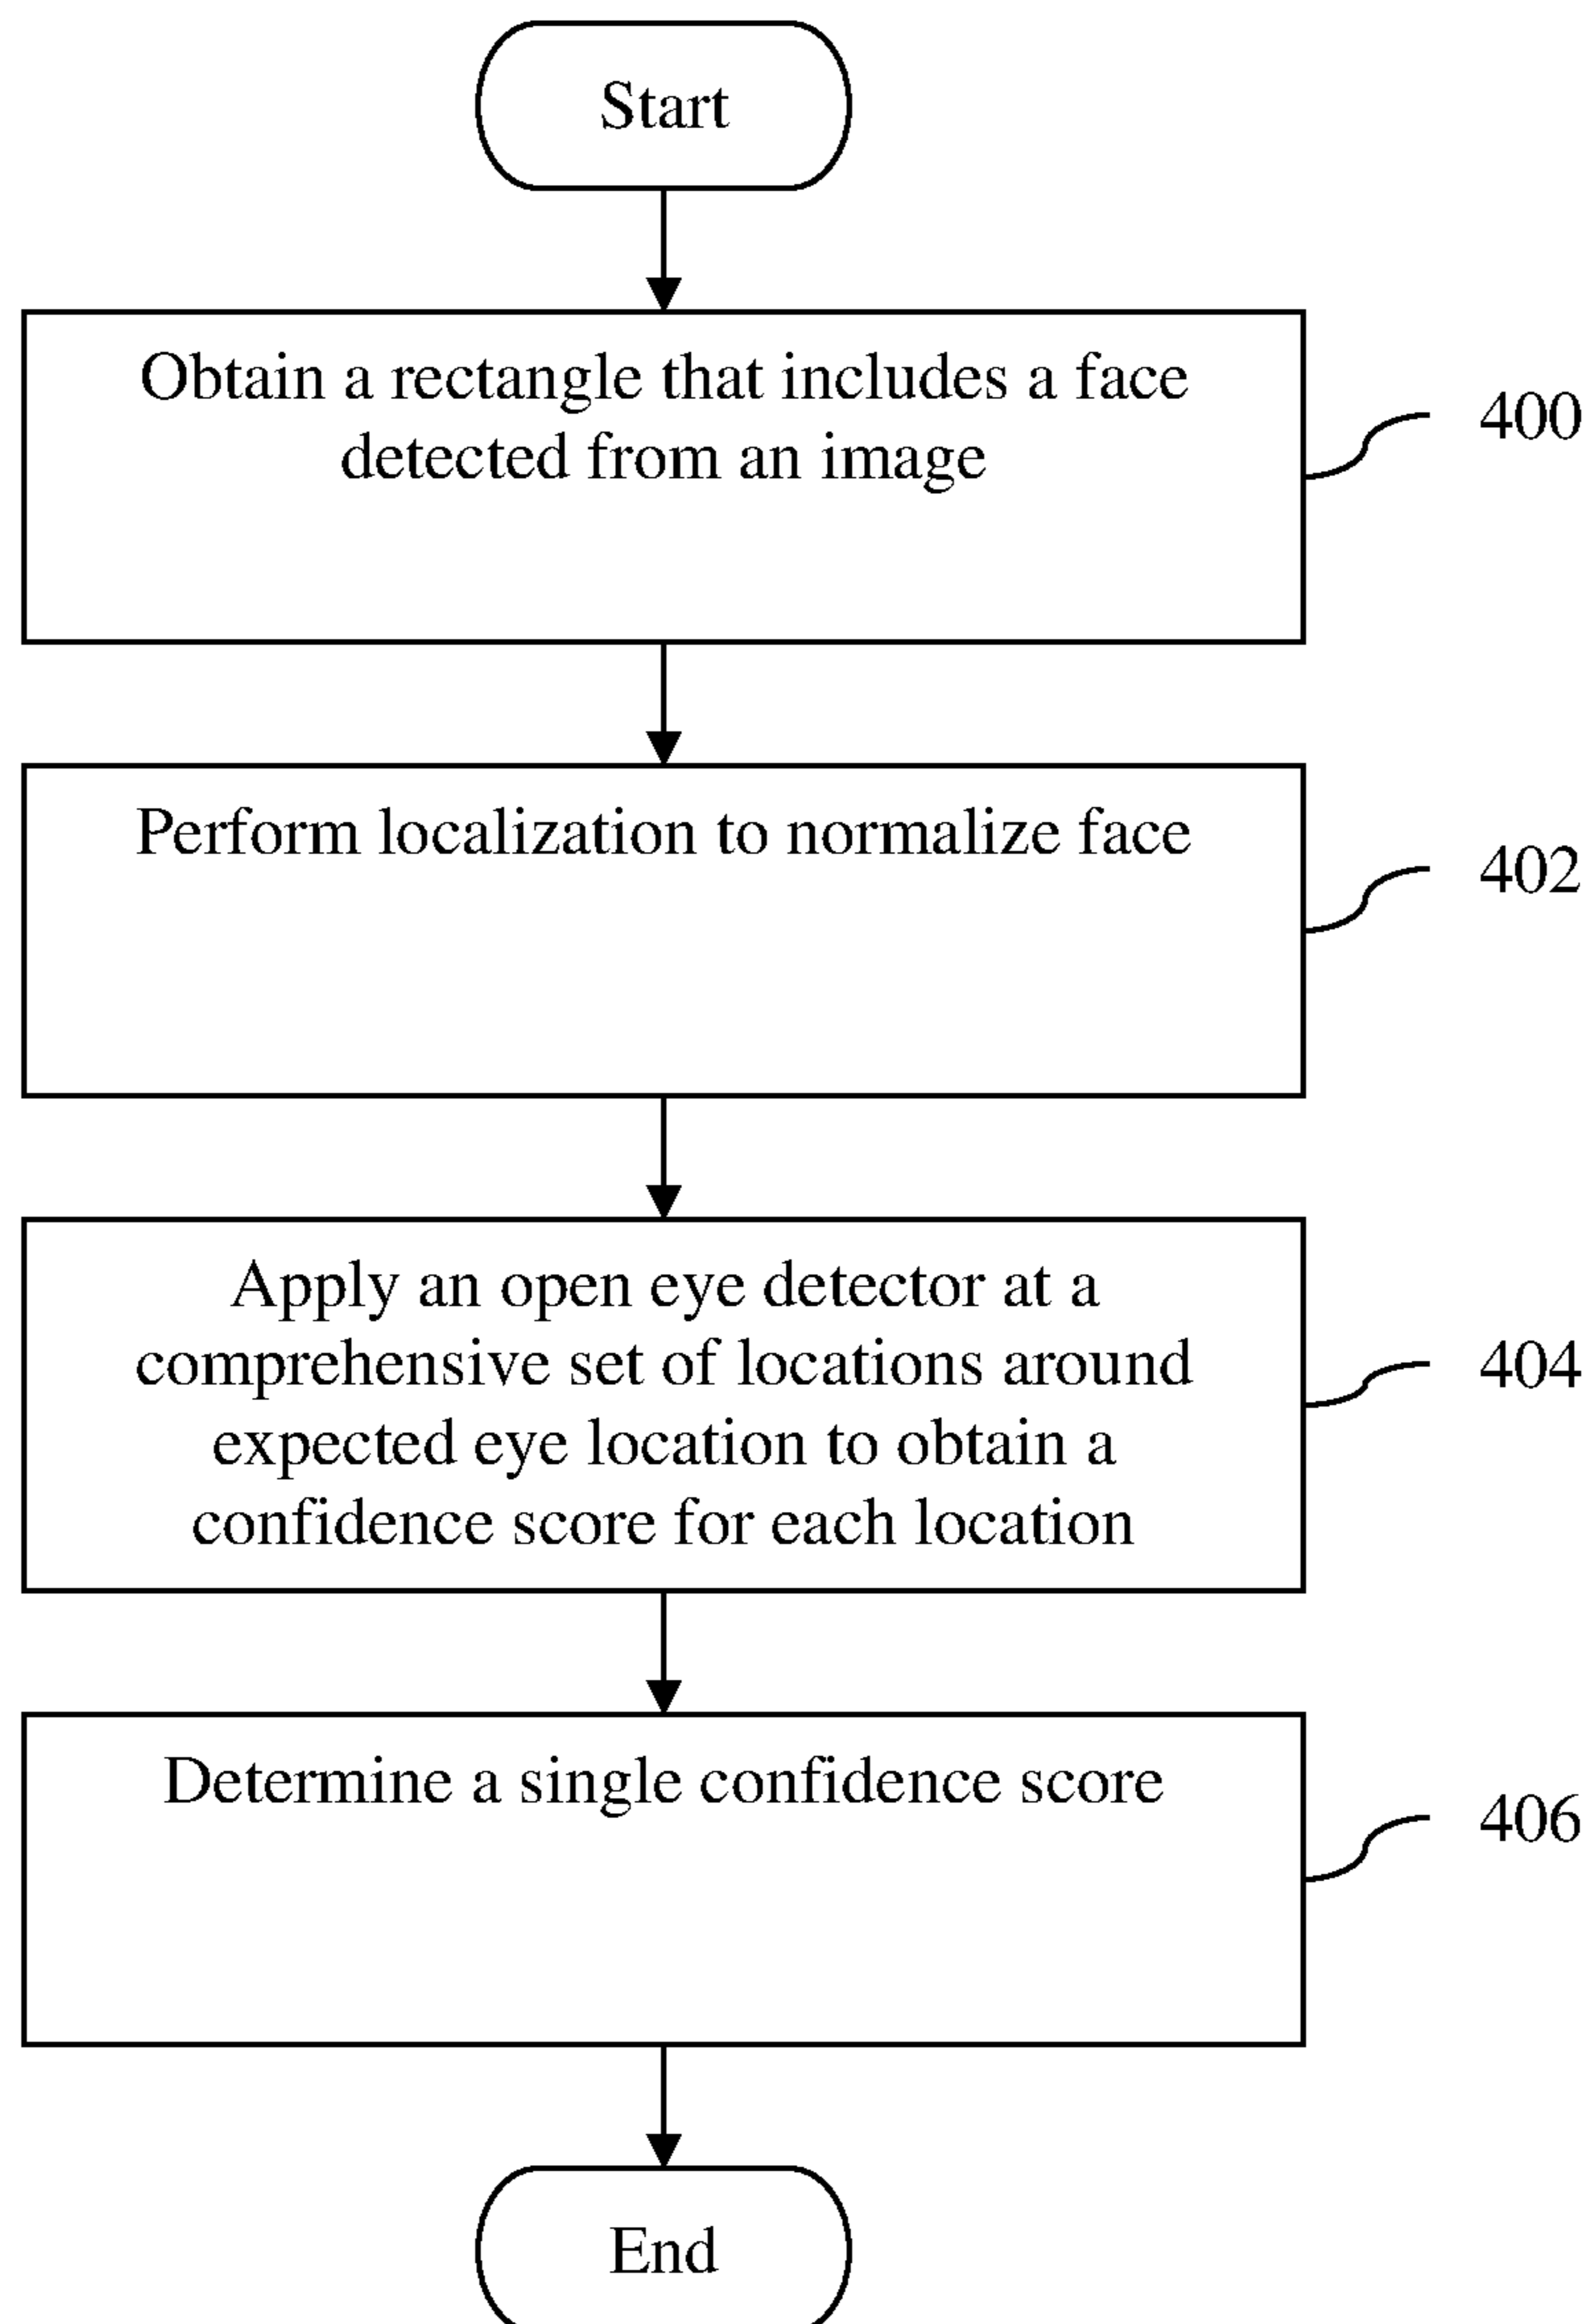 Start
Obtain a rectangle that includes a face
detected from an image
400
Perform localization to normalize face
402
Apply an open eye detector at a
comprehensive set of locations around
expected eye location to obtain a
confidence score for each location
404
Determine a single confidence score
406
End